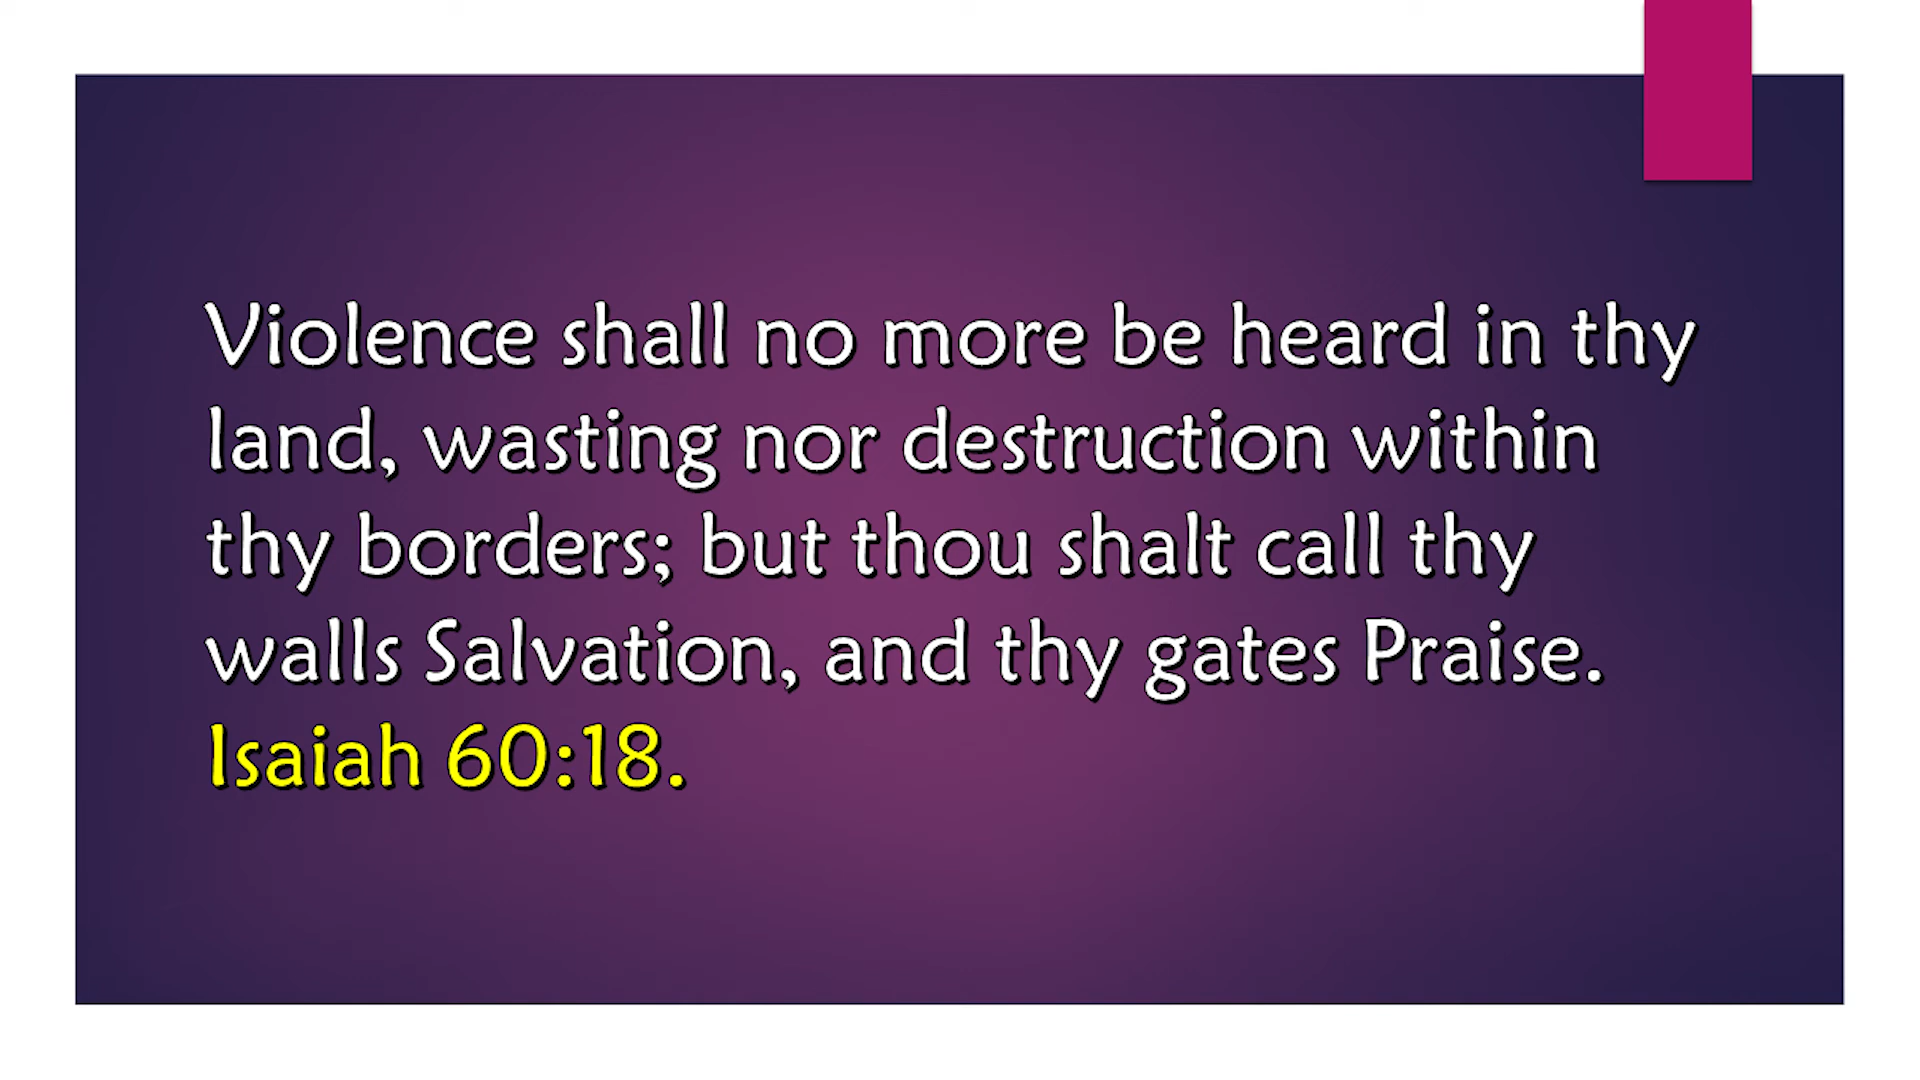 Violence shall no more be heard in thy
land, wasting nor destruction within
thy borders; but thou shalt call thy
walls Salvation, and thy gates Praise.
Isaiah 60:18.